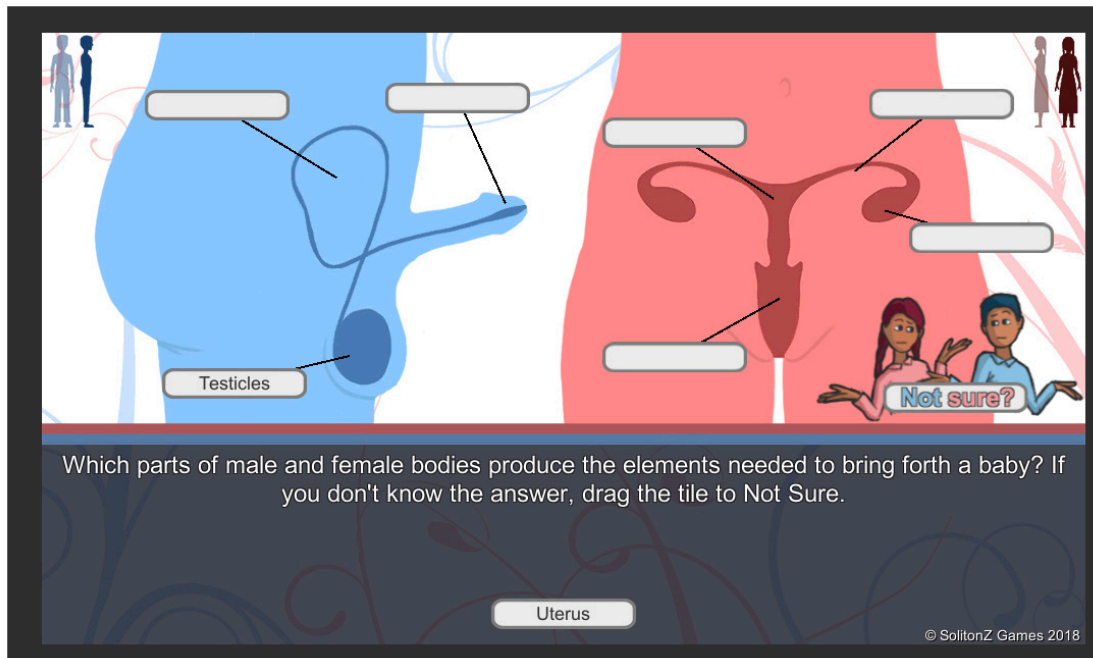 Testicles
Not sure?
Which parts of male and female bodies produce the elements needed to bring forth a baby? If
you don't know the answer, drag the tile to Not Sure.
Uterus
© SolitonZ Games 2018